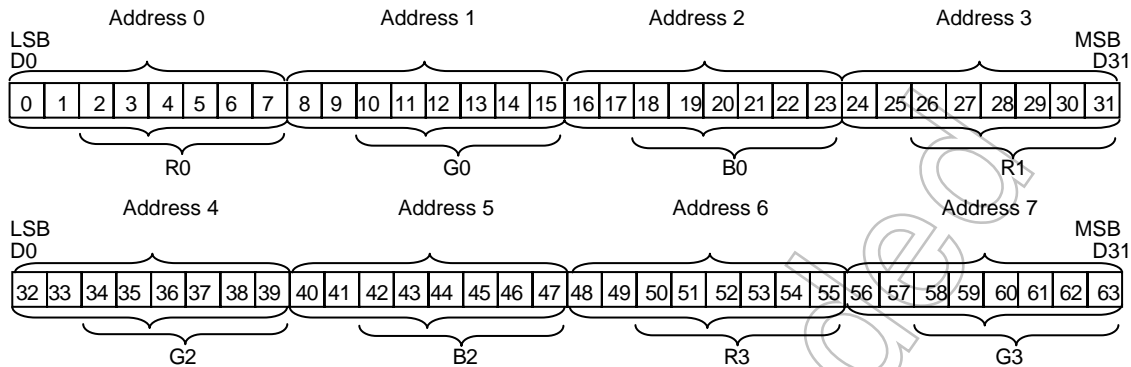 Address 0 Address 1 Address 2 Address 3
LSB MSB
D0 D31
0 1 2 3 4 5 6 7 8 9 10 11 12 13 14 15 16 17 18 19 20 21 22 23 24 25 26 27 28 29 30 31
R0 G0 B0 R1
Address 4 Address 5 Address 6 Address 7
LSB MSB
D0 D31
32 33 34 35 36 37 38 39 40 41 42 43 44 45 46 47 48 49 50 51 52 53 54 55 56 57 58 59 60 61 62 63
G2 B2 R3 G3
ded